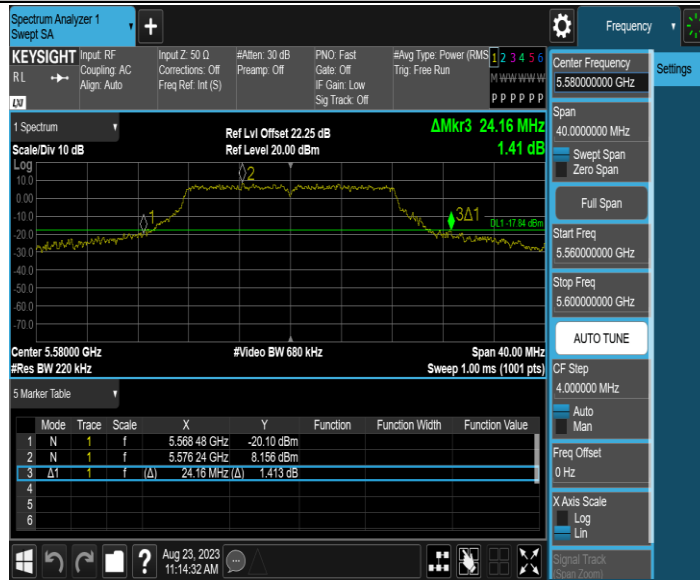 Spectrum Analyzer 1
Swept SA
+
Frequency
KEYSIGHT
RL
LXI
Input: RF
Coupling: AC
Align: Auto
Input Z: 50 Ω
Corrections: Off
Freq Ref: Int (S)
#Atten: 30 dB
Preamp: Off
PNO: Fast
Gate: Off
IF Gain: Low
Sig Track: Off
#Avg Type: Power (RMS
Trig: Free Run
1 2 3 4 5 6
M W W W W W
P P P P P P
1 Spectrum
Scale/Div 10 dB
Ref Lvl Offset 22.25 dB
Ref Level 20.00 dBm
ΔMkr3 24.16 MHz
1.41 dB
Log
10.0
0.00
-10.0
-20.0
-30.0
-40.0
-50.0
-60.0
-70.0
1
2
3Δ1
DL1 -17.84 dBm
Center 5.58000 GHz
#Res BW 220 kHz
#Video BW 680 kHz
Span 40.00 MHz
Sweep 1.00 ms (1001 pts)
5 Marker Table
Mode Trace Scale X Y Function Function Width Function Value
1 N 1 f 5.568 48 GHz -20.10 dBm
2 N 1 f 5.576 24 GHz 8.156 dBm
3 Δ1 1 f (Δ) 24.16 MHz (Δ) 1.413 dB
4
5
6
?
Aug 23, 2023
11:14:32 AM
Center Frequency
5.580000000 GHz
Settings
Span
40.0000000 MHz
Swept Span
Zero Span
Full Span
Start Freq
5.560000000 GHz
Stop Freq
5.600000000 GHz
AUTO TUNE
CF Step
4.000000 MHz
Auto
Man
Freq Offset
0 Hz
X Axis Scale
Log
Lin
Signal Track
(Span Zoom)